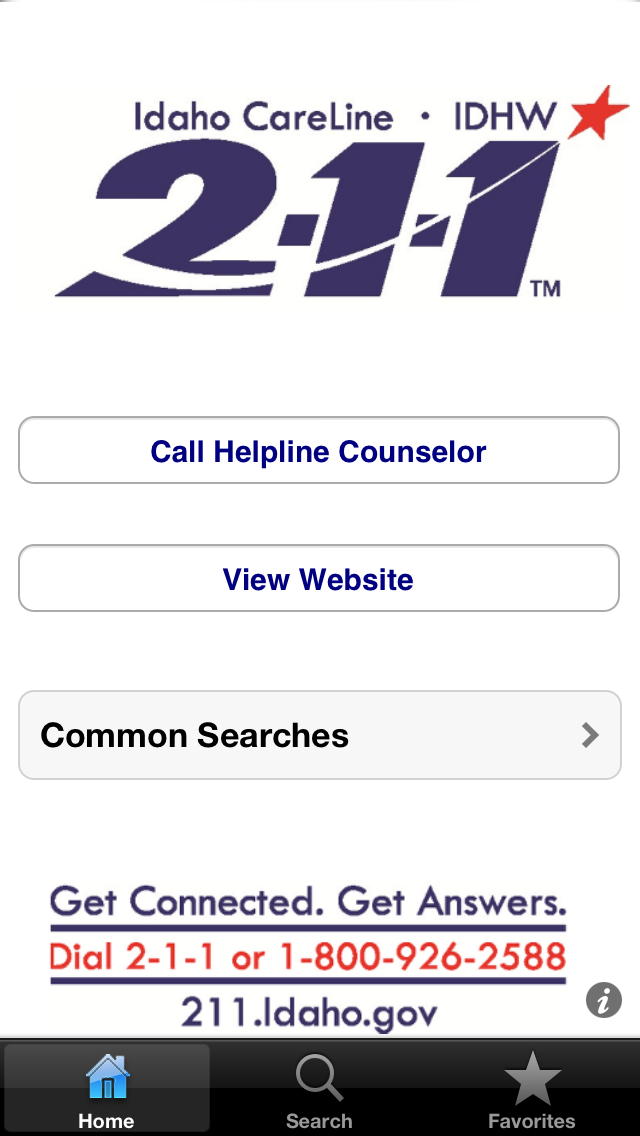 Idaho CareLine · IDHW
2-1-1
TM
Call Helpline Counselor
View Website
Common Searches
Get Connected. Get Answers.
Dial 2-1-1 or 1-800-926-2588
211.Idaho.gov
i
Home Search Favorites